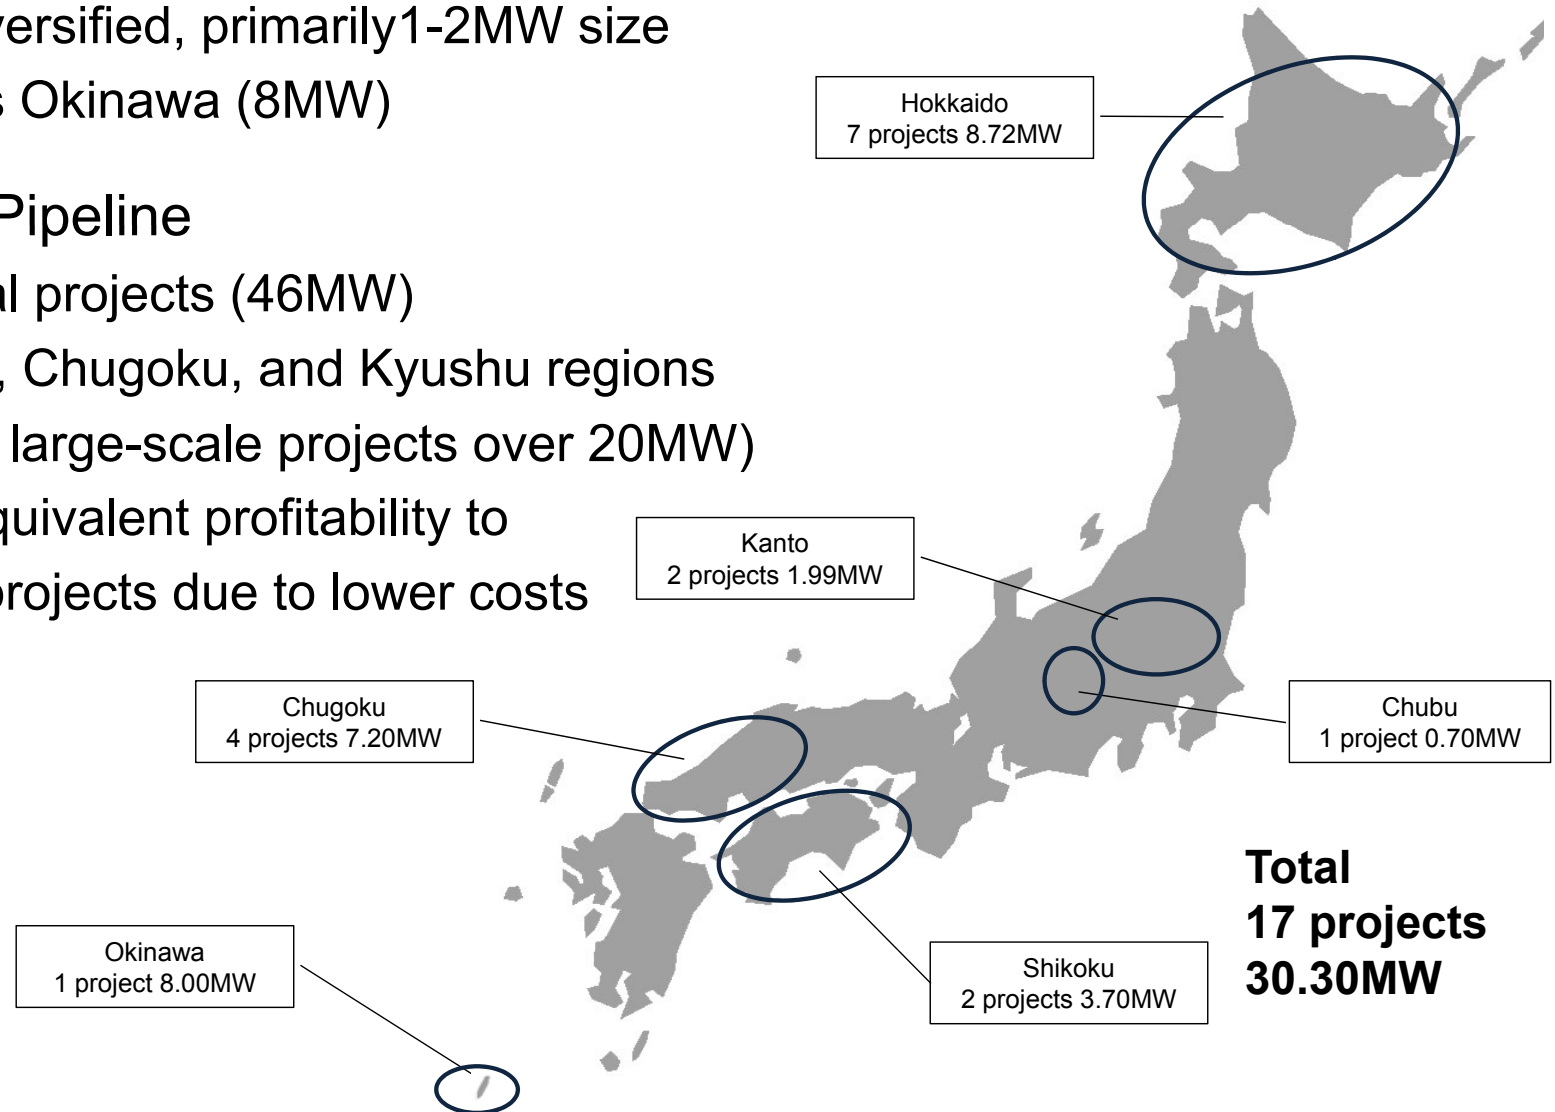 versified, primarily1-2MW size
s Okinawa (8MW)
Pipeline
al projects (46MW)
, Chugoku, and Kyushu regions
large-scale projects over 20MW)
quivalent profitability to
projects due to lower costs
Hokkaido
7 projects 8.72MW
Kanto
2 projects 1.99MW
Chugoku
4 projects 7.20MW
Chubu
1 project 0.70MW
Okinawa
1 project 8.00MW
Shikoku
2 projects 3.70MW
Total
17 projects
30.30MW